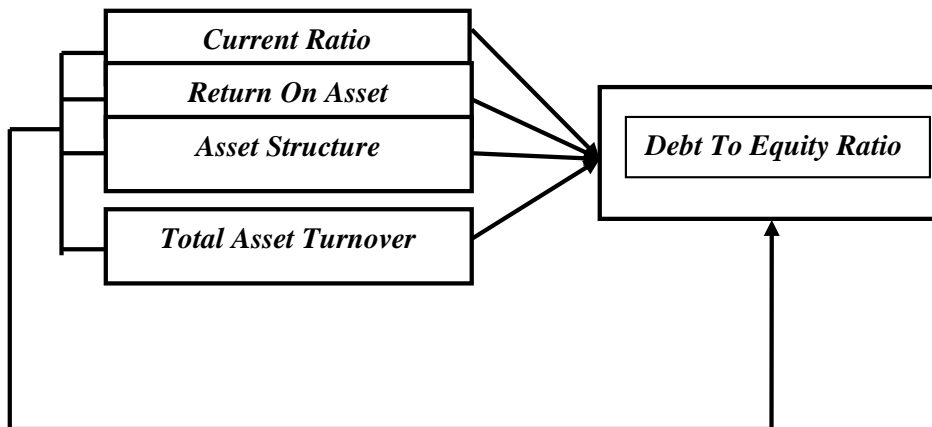 Current Ratio
Return On Asset
Asset Structure
Debt To Equity Ratio
Total Asset Turnover